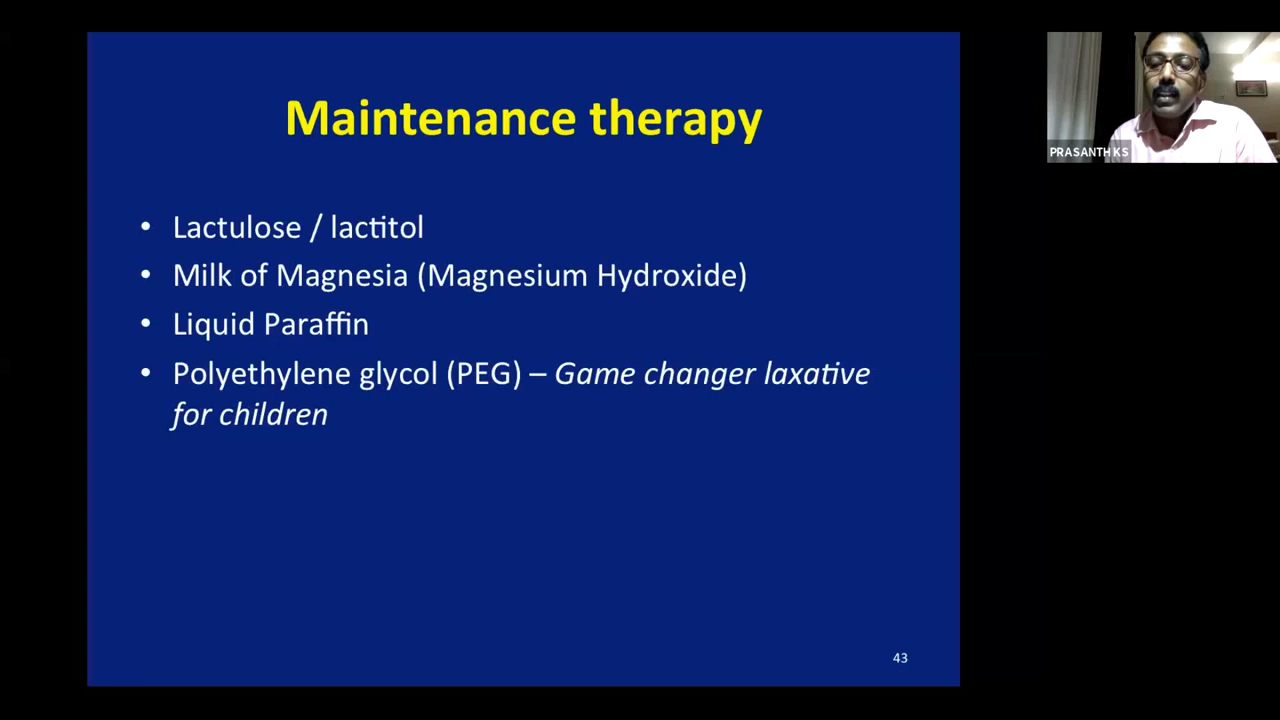 Maintenance therapy
PRASANTH KS
• Lactulose / lactitol
• Milk of Magnesia (Magnesium Hydroxide)
• Liquid Paraffin
• Polyethylene glycol (PEG) – Game changer laxative
for children
43